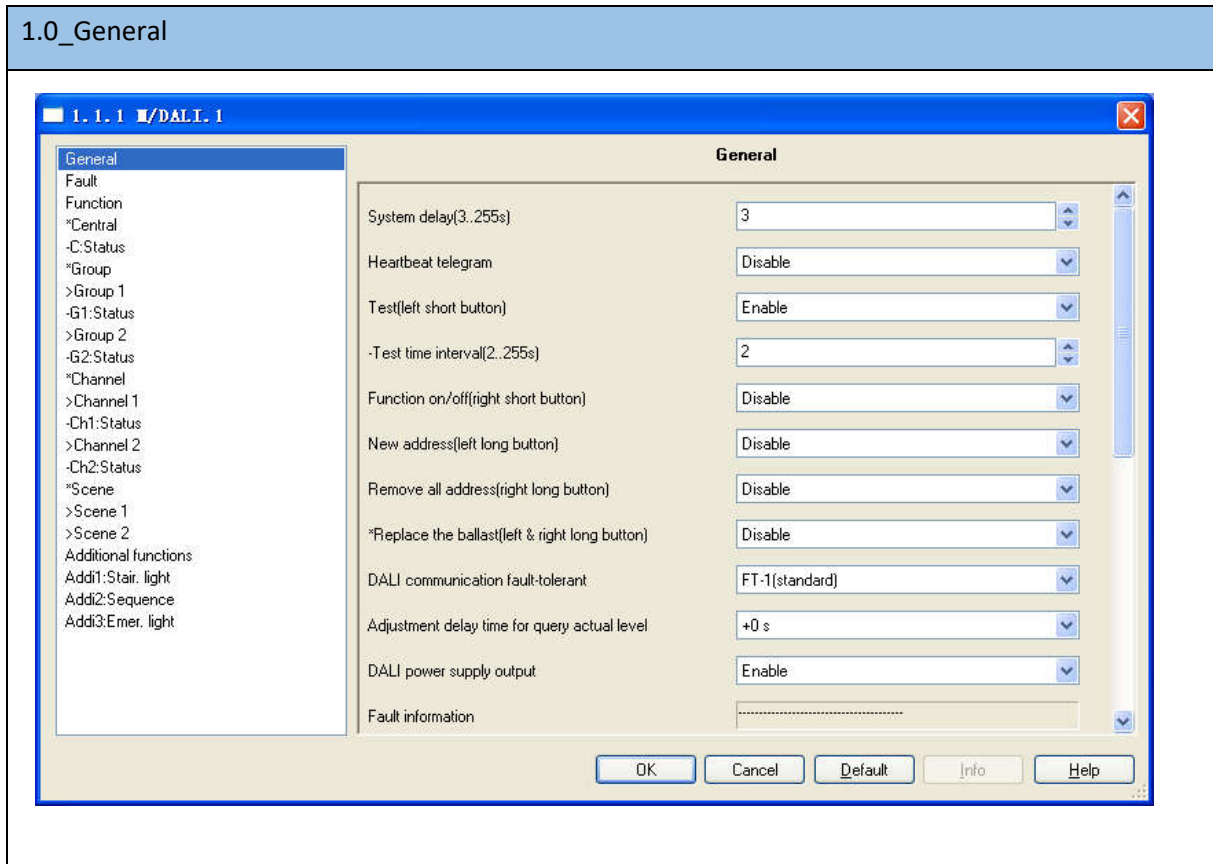 1.0_General
1.1.1 M/DALI.1
General
Fault
Function
*Central
-C:Status
*Group
>Group 1
-G1:Status
>Group 2
-G2:Status
*Channel
>Channel 1
-Ch1:Status
>Channel 2
-Ch2:Status
*Scene
>Scene 1
>Scene 2
Additional functions
Addi1:Stair. light
Addi2:Sequence
Addi3:Emer. light
General
System delay(3..255s) 3
Heartbeat telegram Disable
Test(left short button) Enable
-Test time interval(2..255s) 2
Function on/off(right short button) Disable
New address(left long button) Disable
Remove all address(right long button) Disable
*Replace the ballast(left & right long button) Disable
DALI communication fault-tolerant FT-1(standard)
Adjustment delay time for query actual level +0 s
DALI power supply output Enable
Fault information ----------------------------------------
OK Cancel Default Info Help